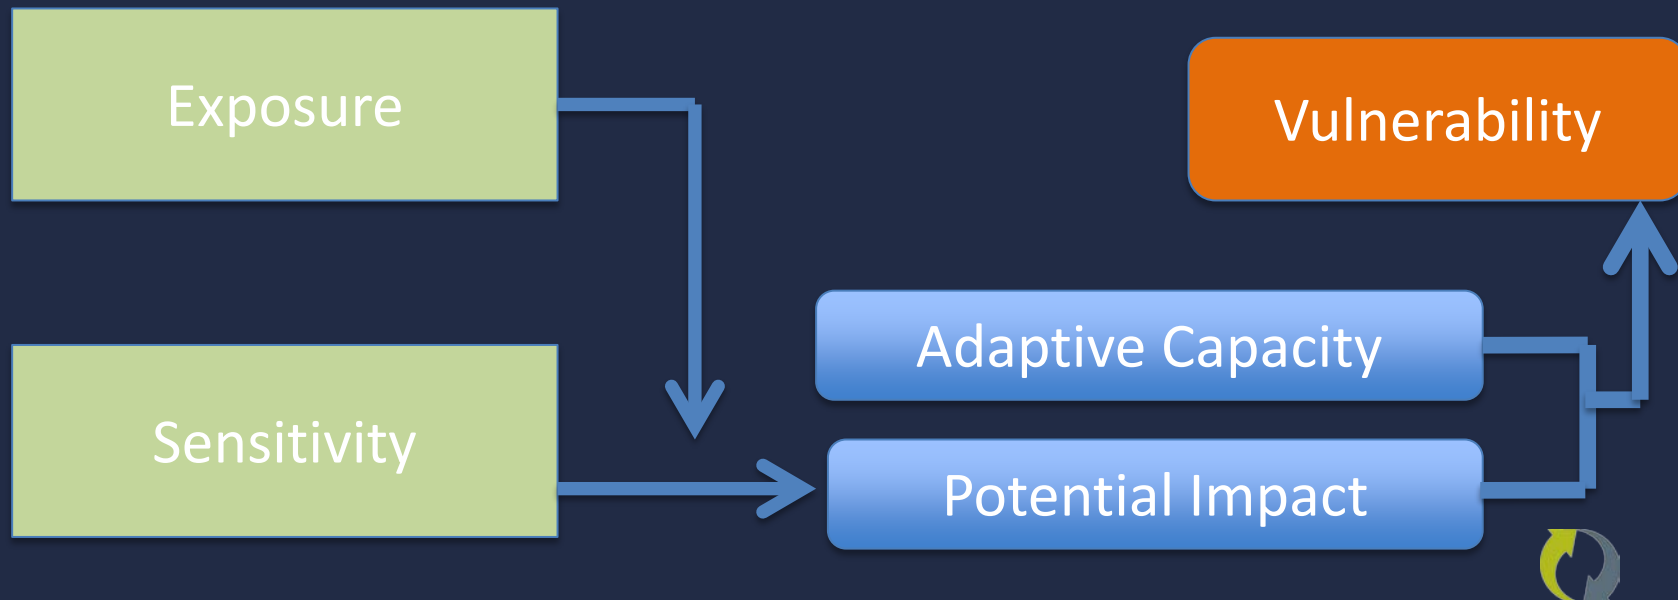 Exposure
Vulnerability
Adaptive Capacity
Sensitivity
Potential Impact